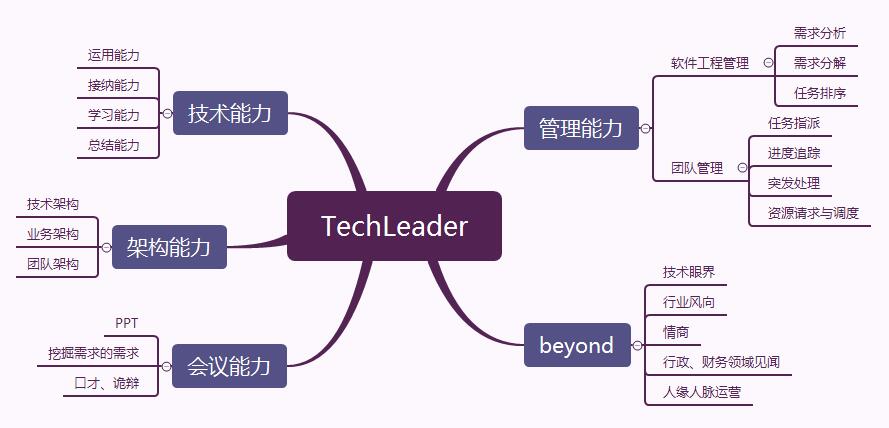 TechLeader
技术能力
运用能力
接纳能力
学习能力
总结能力
架构能力
技术架构
业务架构
团队架构
会议能力
PPT
挖掘需求的需求
口才、诡辩
管理能力
软件工程管理
需求分析
需求分解
任务排序
团队管理
任务指派
进度追踪
突发处理
资源请求与调度
beyond
技术眼界
行业风向
情商
行政、财务领域见闻
人缘人脉运营